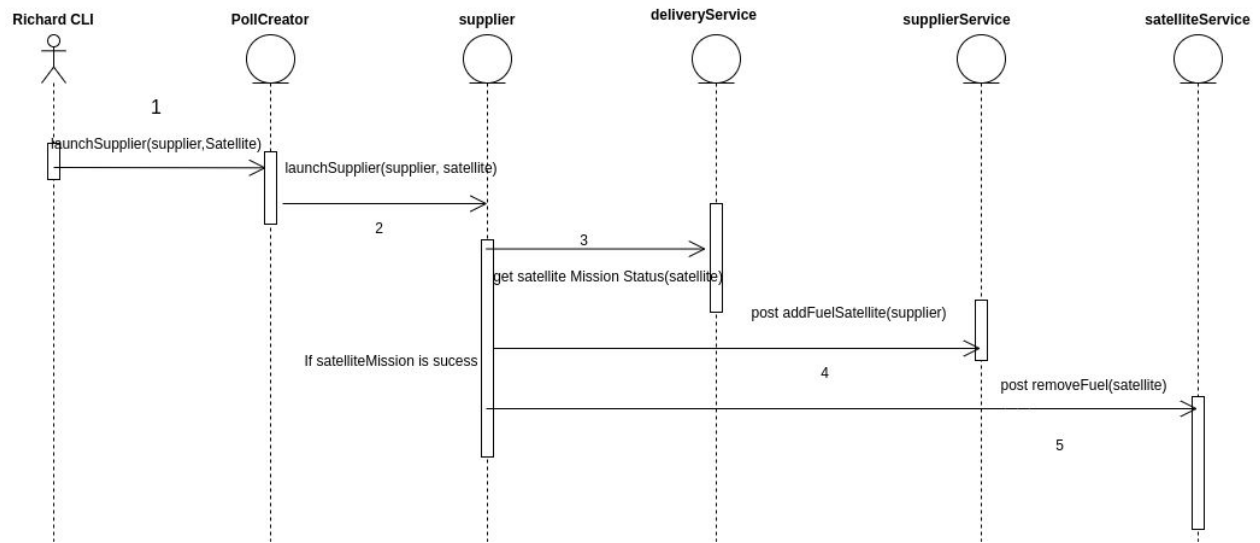 Richard CLI
PollCreator
supplier
deliveryService
supplierService
satelliteService
1
launchSupplier(supplier,Satellite)
launchSupplier(supplier, satellite)
2
3
get satellite Mission Status(satellite)
post addFuelSatellite(supplier)
If satelliteMission is sucess
4
post removeFuel(satellite)
5